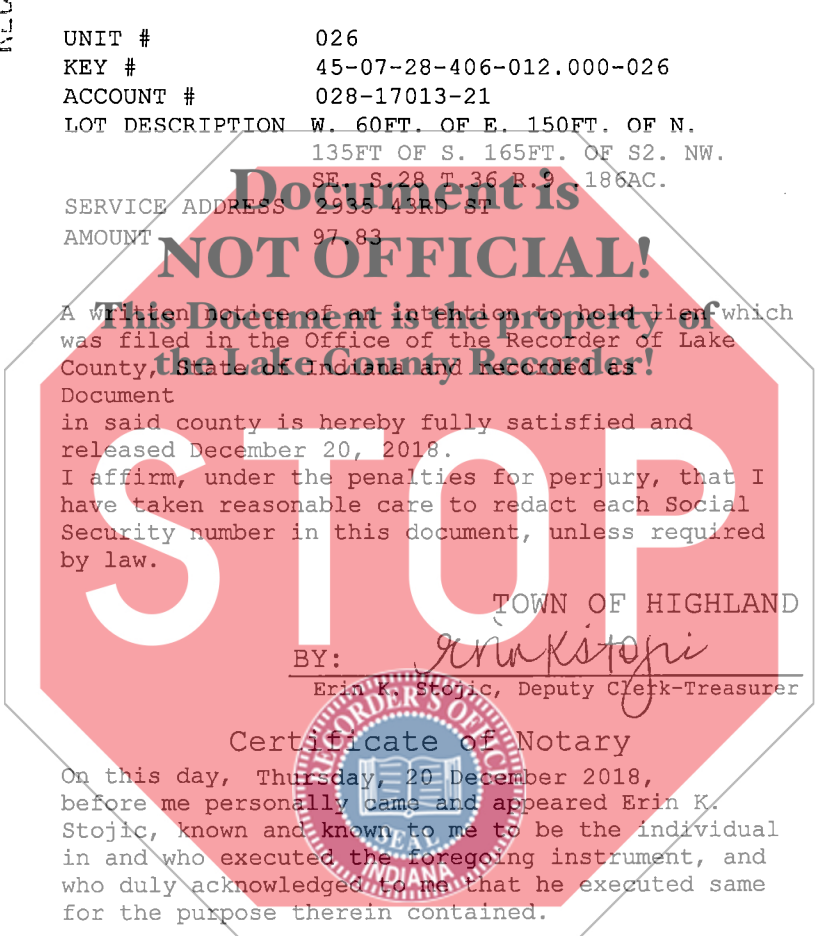 UNIT # 026
KEY # 45-07-28-406-012.000-026
ACCOUNT # 028-17013-21
LOT DESCRIPTION W. 60FT. OF E. 150FT. OF N.
135FT OF S. 165FT. OF S2. NW.
SE. S.28 T.36 R.9 .186AC.
SERVICE ADDRESS 2935 43RD ST
AMOUNT 97.83
Document is
NOT OFFICIAL!
This Document is the property of
the Lake County Recorder!
A written notice of an intention to hold lien which
was filed in the Office of the Recorder of Lake
County, State of Indiana and recorded as
Document
in said county is hereby fully satisfied and
released December 20, 2018.
I affirm, under the penalties for perjury, that I
have taken reasonable care to redact each Social
Security number in this document, unless required
by law.
STOP
TOWN OF HIGHLAND
BY:
Erin K. Stojic, Deputy Clerk-Treasurer
RECORDER'S OFFICE
SEAL
INDIANA
Certificate of Notary
On this day, Thursday, 20 December 2018,
before me personally came and appeared Erin K.
Stojic, known and known to me to be the individual
in and who executed the foregoing instrument, and
who duly acknowledged to me that he executed same
for the purpose therein contained.